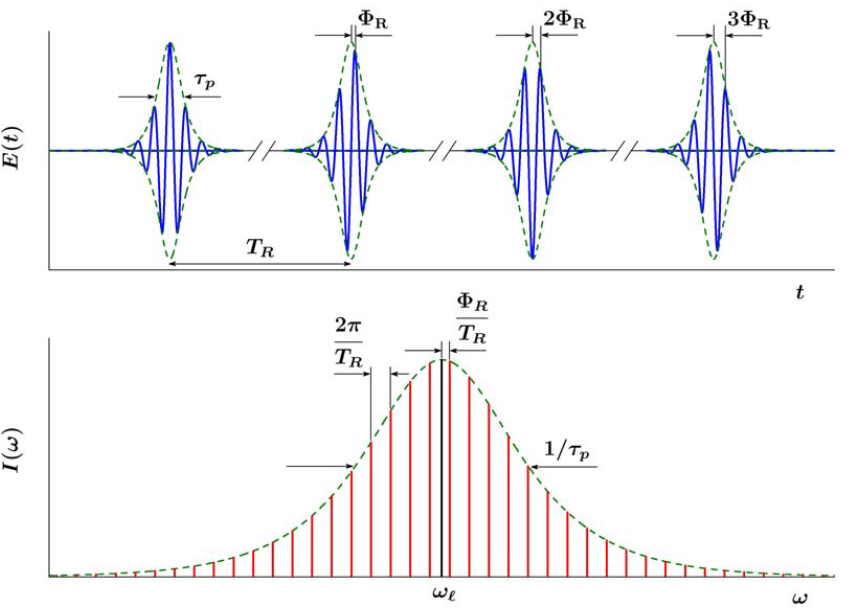 Φ_R 2Φ_R 3Φ_R
τ_p
E(t)
T_R
t
Φ_R
T_R
2π
T_R
I(ω)
1/τ_p
ω_ℓ
ω